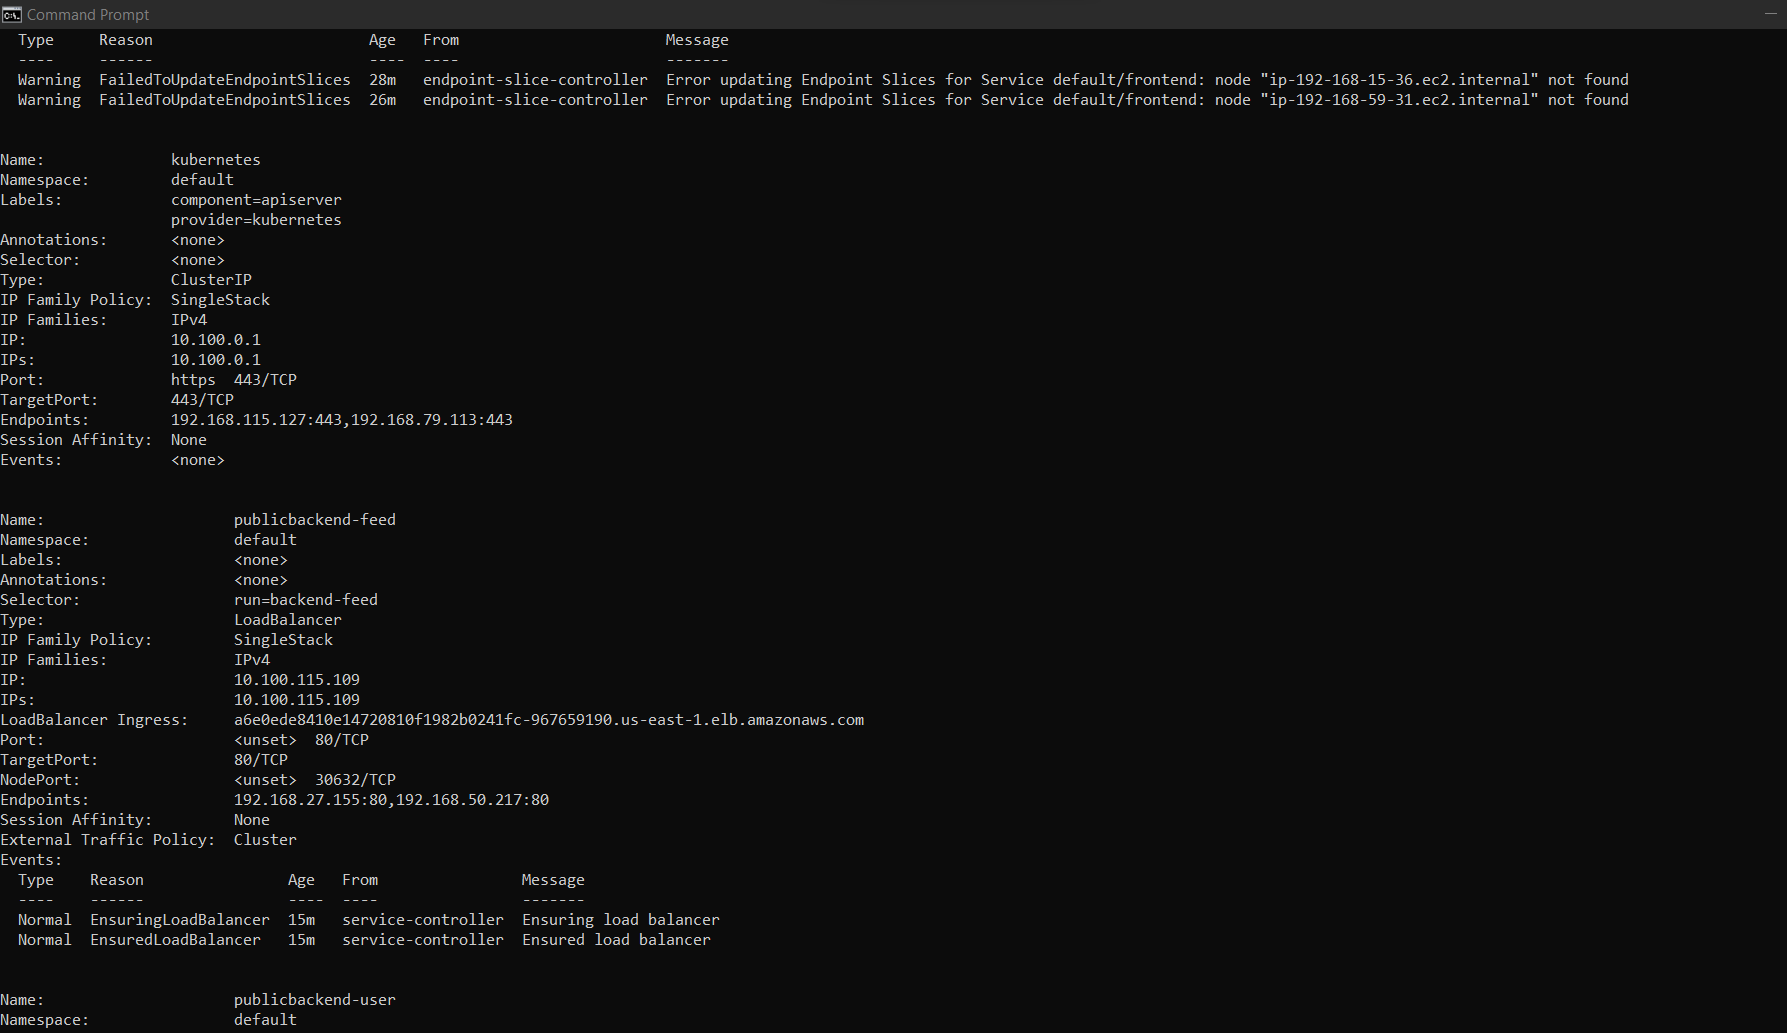 Command Prompt
Type Reason Age From Message
---- ------ ---- ---- -------
Warning FailedToUpdateEndpointSlices 28m endpoint-slice-controller Error updating Endpoint Slices for Service default/frontend: node "ip-192-168-15-36.ec2.internal" not found
Warning FailedToUpdateEndpointSlices 26m endpoint-slice-controller Error updating Endpoint Slices for Service default/frontend: node "ip-192-168-59-31.ec2.internal" not found
Name: kubernetes
Namespace: default
Labels: component=apiserver
provider=kubernetes
Annotations: <none>
Selector: <none>
Type: ClusterIP
IP Family Policy: SingleStack
IP Families: IPv4
IP: 10.100.0.1
IPs: 10.100.0.1
Port: https 443/TCP
TargetPort: 443/TCP
Endpoints: 192.168.115.127:443,192.168.79.113:443
Session Affinity: None
Events: <none>
Name: publicbackend-feed
Namespace: default
Labels: <none>
Annotations: <none>
Selector: run=backend-feed
Type: LoadBalancer
IP Family Policy: SingleStack
IP Families: IPv4
IP: 10.100.115.109
IPs: 10.100.115.109
LoadBalancer Ingress: a6e0ede8410e14720810f1982b0241fc-967659190.us-east-1.elb.amazonaws.com
Port: <unset> 80/TCP
TargetPort: 80/TCP
NodePort: <unset> 30632/TCP
Endpoints: 192.168.27.155:80,192.168.50.217:80
Session Affinity: None
External Traffic Policy: Cluster
Events:
Type Reason Age From Message
---- ------ ---- ---- -------
Normal EnsuringLoadBalancer 15m service-controller Ensuring load balancer
Normal EnsuredLoadBalancer 15m service-controller Ensured load balancer
Name: publicbackend-user
Namespace: default